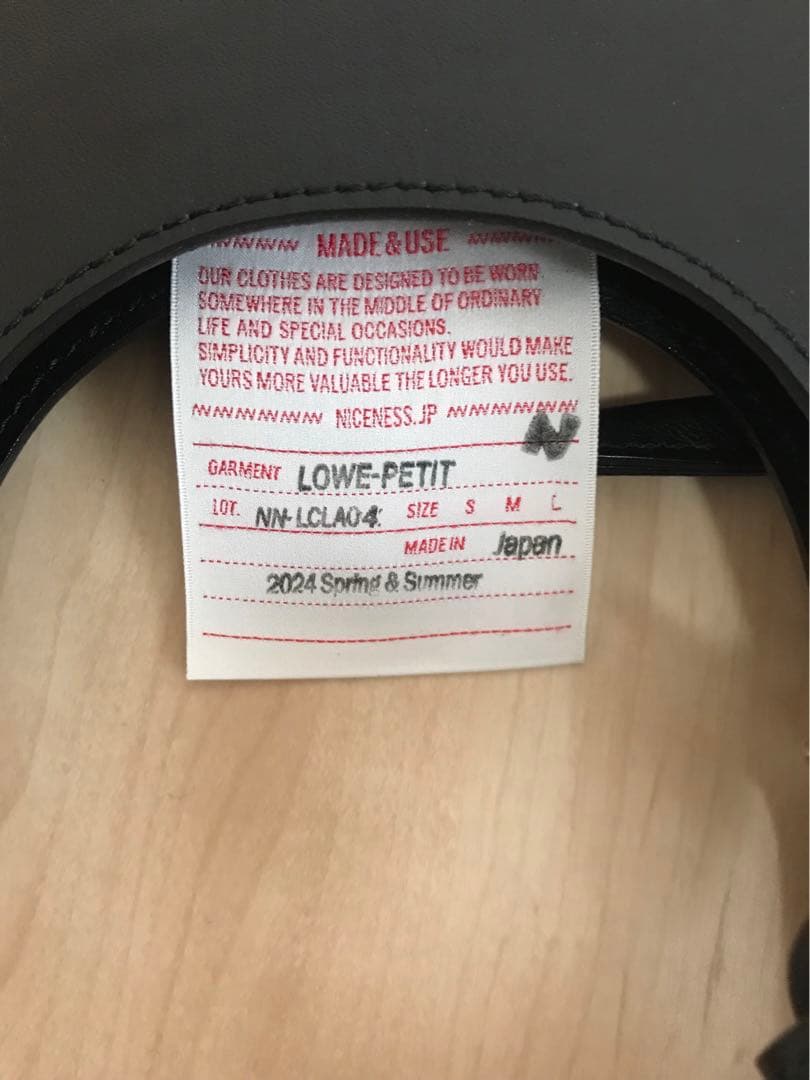 MADE & USE
OUR CLOTHES ARE DESIGNED TO BE WORN
SOMEWHERE IN THE MIDDLE OF ORDINARY
LIFE AND SPECIAL OCCASIONS.
SIMPLICITY AND FUNCTIONALITY WOULD MAKE
YOURS MORE VALUABLE THE LONGER YOU USE.
NICENESS.JP
N
GARMENT LOWE-PETIT
LOT. NN-LCLA04 SIZE S M L
MADE IN Japan
2024 Spring & Summer